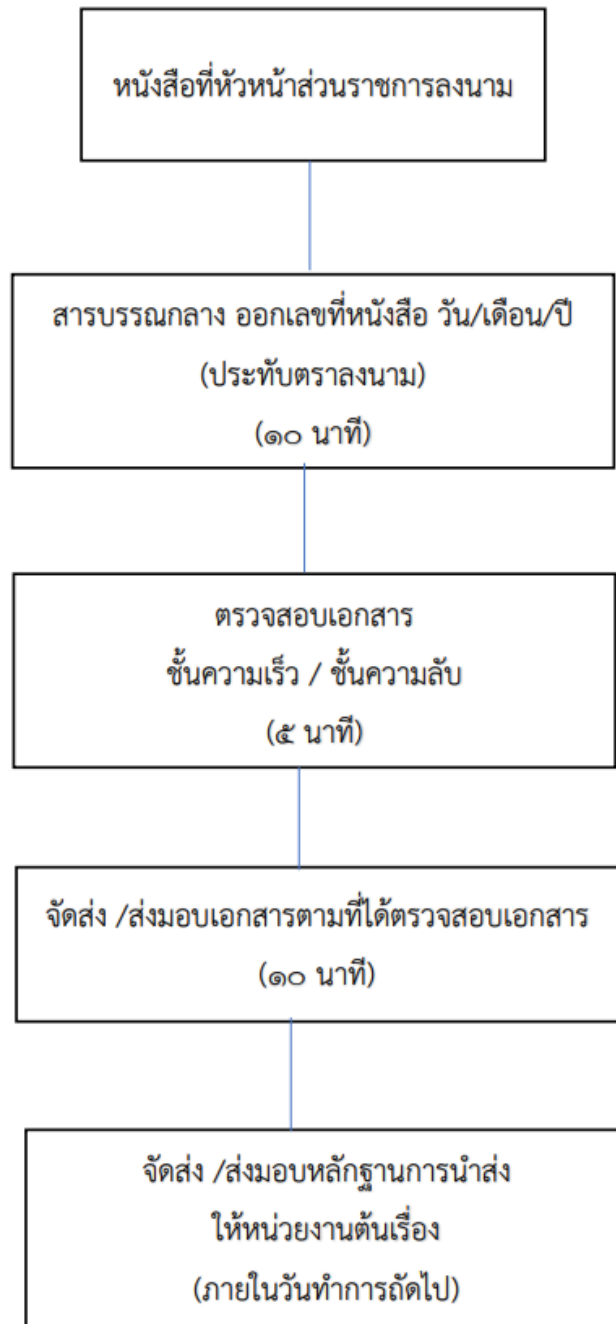 หนังสือที่หัวหน้าส่วนราชการลงนาม
สารบรรณกลาง ออกเลขที่หนังสือ วัน/เดือน/ปี
(ประทับตราลงนาม)
(๑๐ นาที)
ตรวจสอบเอกสาร
ชั้นความเร็ว / ชั้นความลับ
(๕ นาที)
จัดส่ง /ส่งมอบเอกสารตามที่ได้ตรวจสอบเอกสาร
(๑๐ นาที)
จัดส่ง /ส่งมอบหลักฐานการนำส่ง
ให้หน่วยงานต้นเรื่อง
(ภายในวันทำการถัดไป)